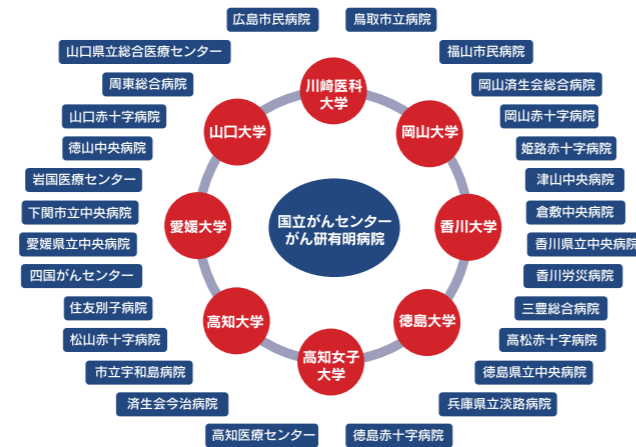 広島市民病院
鳥取市立病院
山口県立総合医療センター
福山市民病院
周東総合病院
川崎医科
大学
岡山済生会総合病院
山口赤十字病院
山口大学
岡山大学
岡山赤十字病院
徳山中央病院
姫路赤十字病院
岩国医療センター
津山中央病院
下関市立中央病院
愛媛大学
国立がんセンター
がん研有明病院
香川大学
倉敷中央病院
愛媛県立中央病院
香川県立中央病院
四国がんセンター
香川労災病院
住友別子病院
高知大学
徳島大学
三豊総合病院
松山赤十字病院
高松赤十字病院
市立宇和島病院
高知女子
大学
徳島県立中央病院
済生会今治病院
兵庫県立淡路病院
高知医療センター
徳島赤十字病院